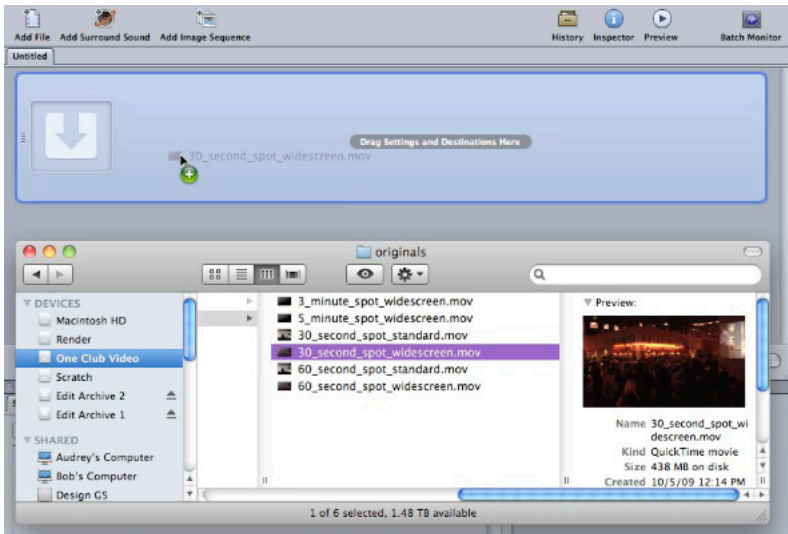 Add File Add Surround Sound Add Image Sequence History Inspector Preview Batch Monitor
Untitled
Drag Settings and Destinations Here
30_second_spot_widescreen.mov
originals
DEVICES
Macintosh HD
Render
One Club Video
Scratch
Edit Archive 2
Edit Archive 1
SHARED
Audrey's Computer
Bob's Computer
Design G5
3_minute_spot_widescreen.mov
5_minute_spot_widescreen.mov
30_second_spot_standard.mov
30_second_spot_widescreen.mov
60_second_spot_standard.mov
60_second_spot_widescreen.mov
Preview:
Name 30_second_spot_wi
descreen.mov
Kind QuickTime movie
Size 438 MB on disk
Created 10/5/09 12:14 PM
1 of 6 selected, 1.48 TB available